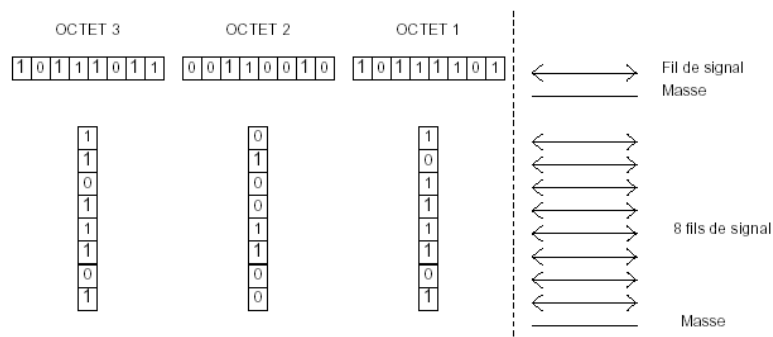 OCTET 3 OCTET 2 OCTET 1
1 0 1 1 1 0 1 1 0 0 1 1 0 0 1 0 1 0 1 1 1 1 0 1 Fil de signal
Masse
1 0 1
1 1 0
0 0 1
1 0 1
1 1 1 8 fils de signal
1 1 1
0 0 0
1 0 1
Masse